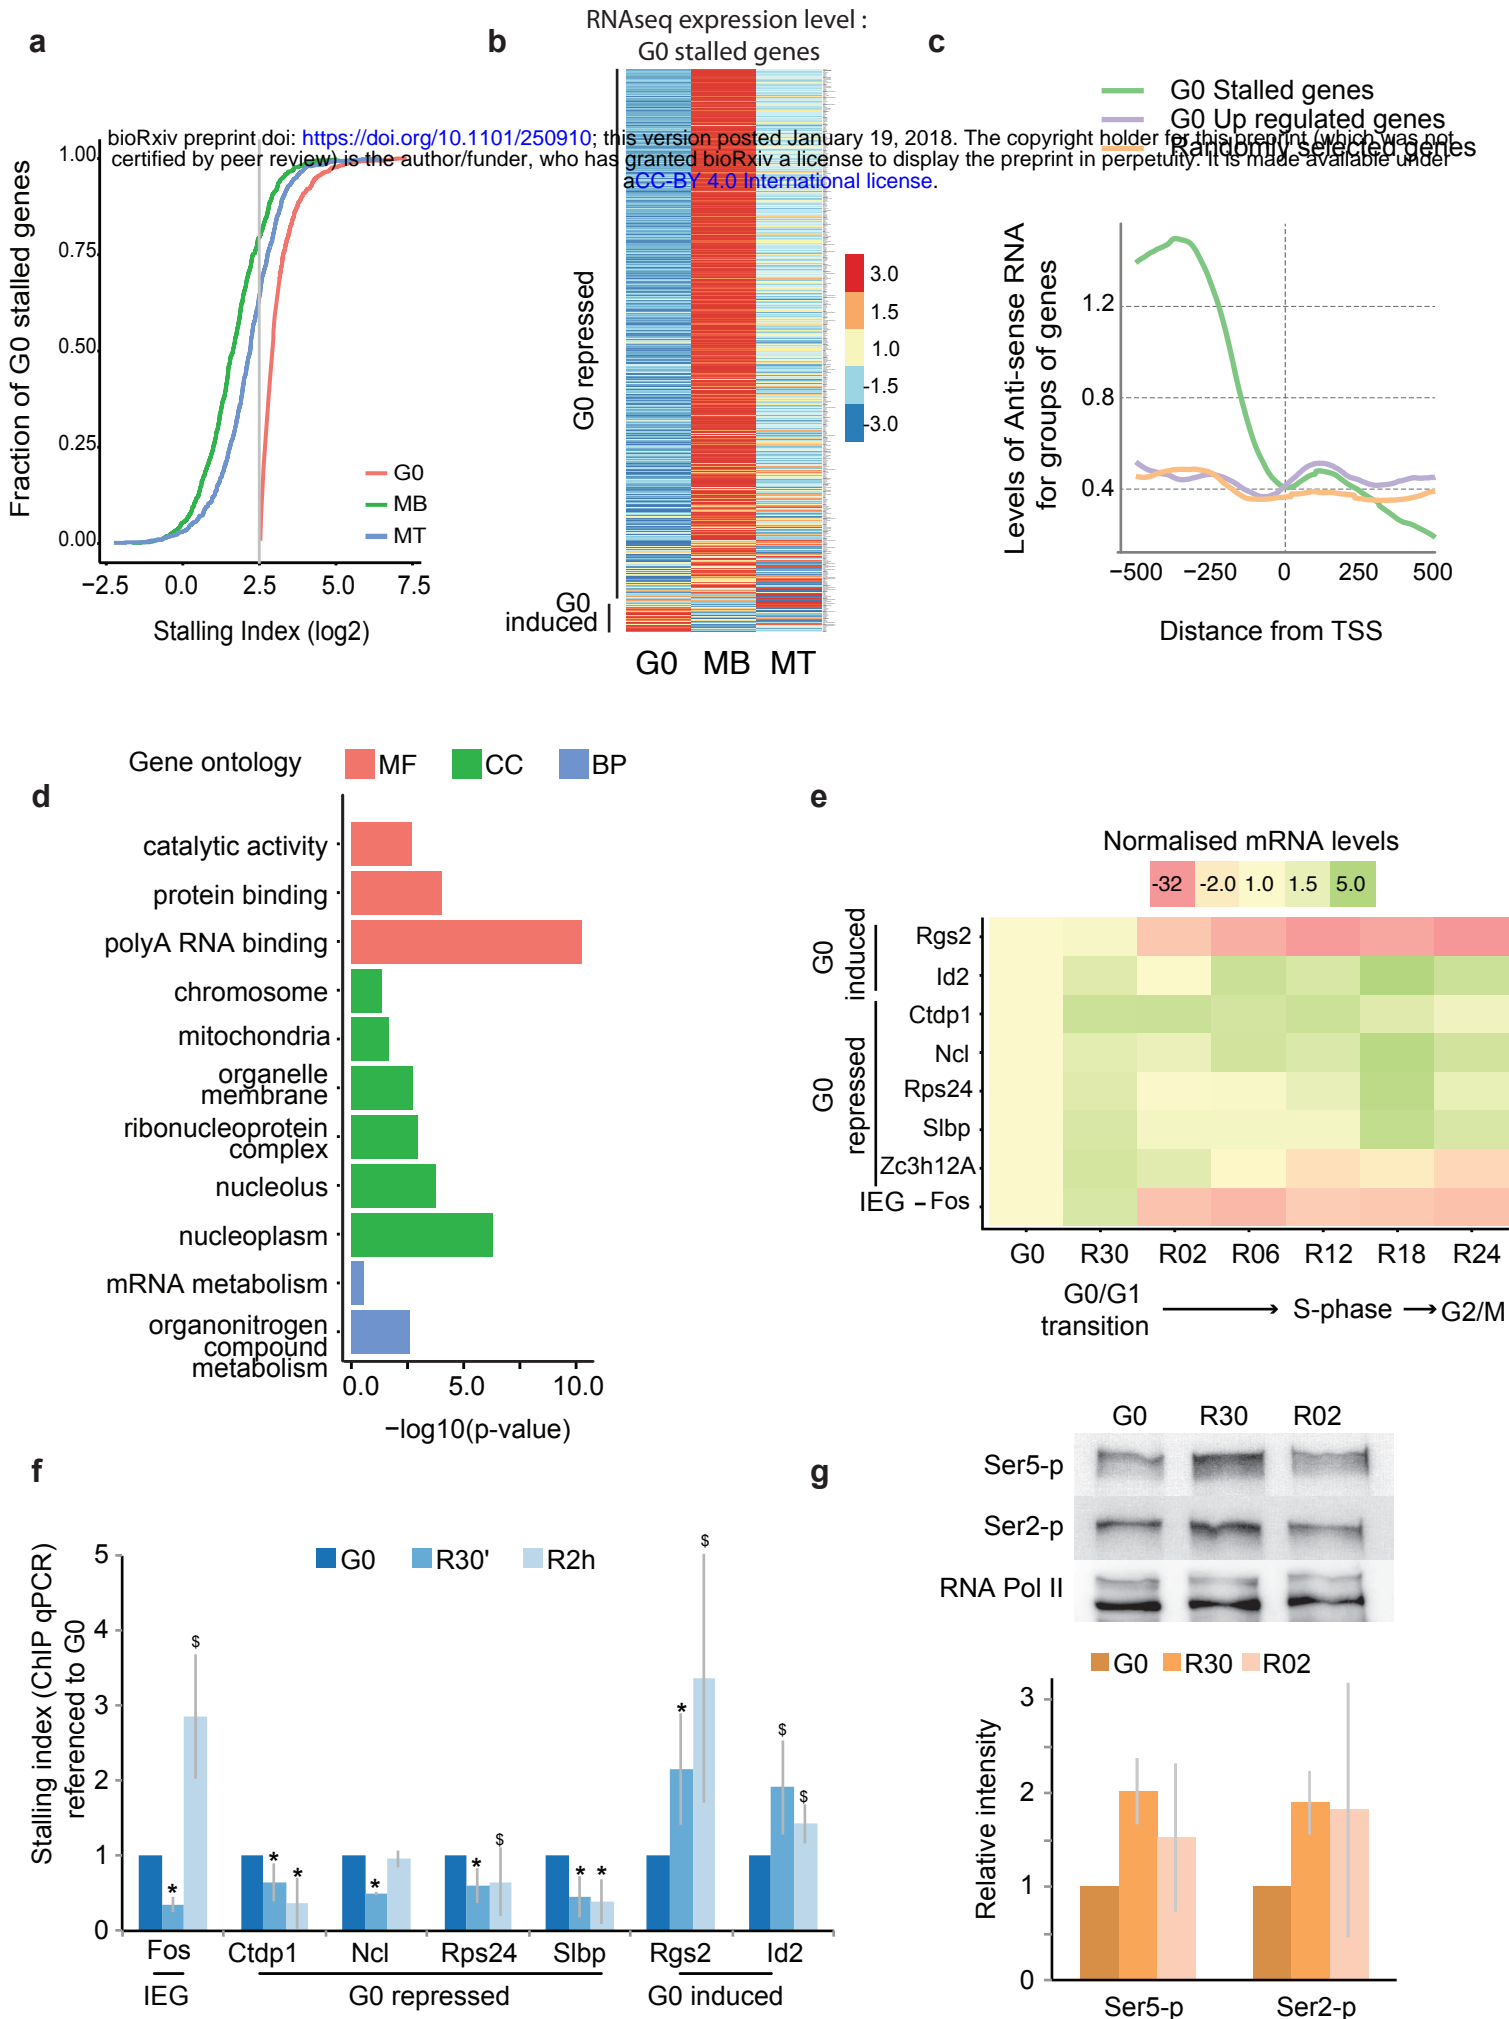 a
b
RNAseq expression level :
G0 stalled genes
c
G0 Stalled genes
G0 Up regulated genes
Randomly selected genes
bioRxiv preprint doi: https://doi.org/10.1101/250910; this version posted January 19, 2018. The copyright holder for this preprint (which was not
certified by peer review) is the author/funder, who has granted bioRxiv a license to display the preprint in perpetuity. It is made available under
aCC-BY 4.0 International license.
Fraction of G0 stalled genes
1.00
0.75
0.50
0.25
0.00
G0
MB
MT
−2.5 0.0 2.5 5.0 7.5
Stalling Index (log2)
G0 repressed
G0
induced
3.0
1.5
1.0
-1.5
-3.0
G0 MB MT
Levels of Anti-sense RNA
for groups of genes
1.2
0.8
0.4
−500 −250 0 250 500
Distance from TSS
d
Gene ontology MF CC BP
catalytic activity
protein binding
polyA RNA binding
chromosome
mitochondria
organelle
membrane
ribonucleoprotein
complex
nucleolus
nucleoplasm
mRNA metabolism
organonitrogen
compound
metabolism
0.0 5.0 10.0
−log10(p-value)
e
Normalised mRNA levels
-32 -2.0 1.0 1.5 5.0
G0
induced
G0
repressed
Rgs2
Id2
Ctdp1
Ncl
Rps24
Slbp
Zc3h12A
IEG – Fos
G0 R30 R02 R06 R12 R18 R24
G0/G1
transition
S-phase
G2/M
f
Stalling index (ChIP qPCR)
referenced to G0
5
4
3
2
1
0
G0 R30' R2h
$
*
* *
*
* $
* *
* $
$ $
Fos Ctdp1 Ncl Rps24 Slbp Rgs2 Id2
IEG G0 repressed G0 induced
g
G0 R30 R02
Ser5-p
Ser2-p
RNA Pol II
G0 R30 R02
Relative intensity
3
2
1
0
Ser5-p Ser2-p